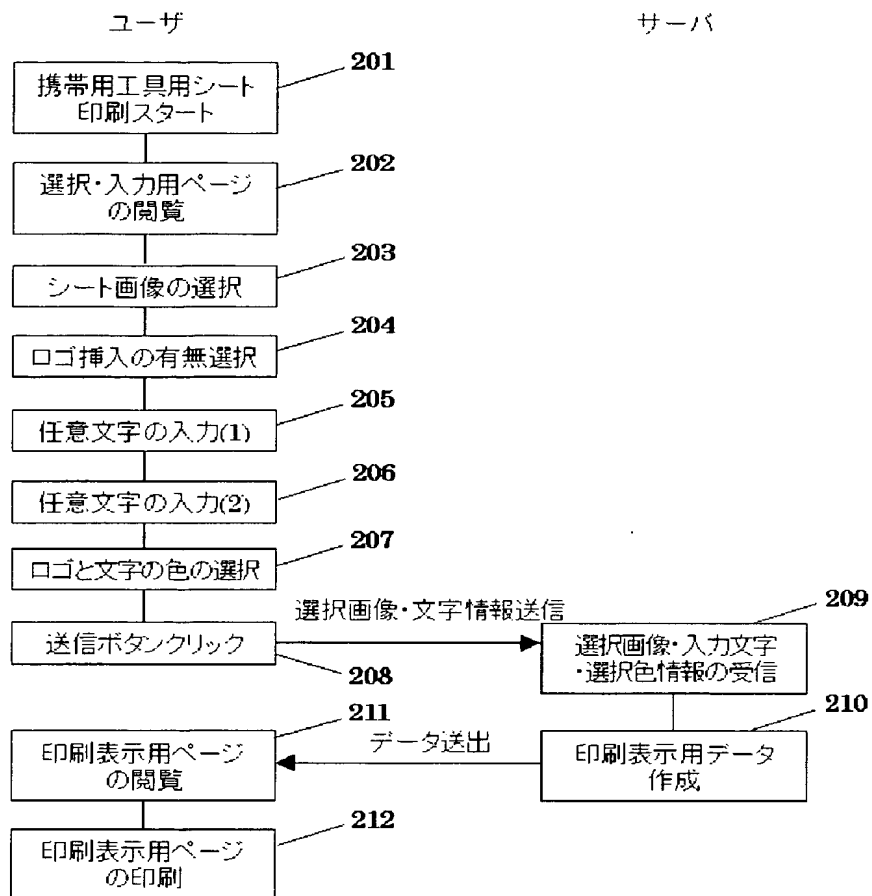 ユーザ
サーバ
201
携帯用工具用シート
印刷スタート
202
選択・入力用ページ
の閲覧
203
シート画像の選択
204
ロゴ挿入の有無選択
205
任意文字の入力(1)
206
任意文字の入力(2)
207
ロゴと文字の色の選択
選択画像・文字情報送信
209
送信ボタンクリック
208
選択画像・入力文字
・選択色情報の受信
210
211
印刷表示用ページ
の閲覧
データ送出
印刷表示用データ
作成
212
印刷表示用ページ
の印刷